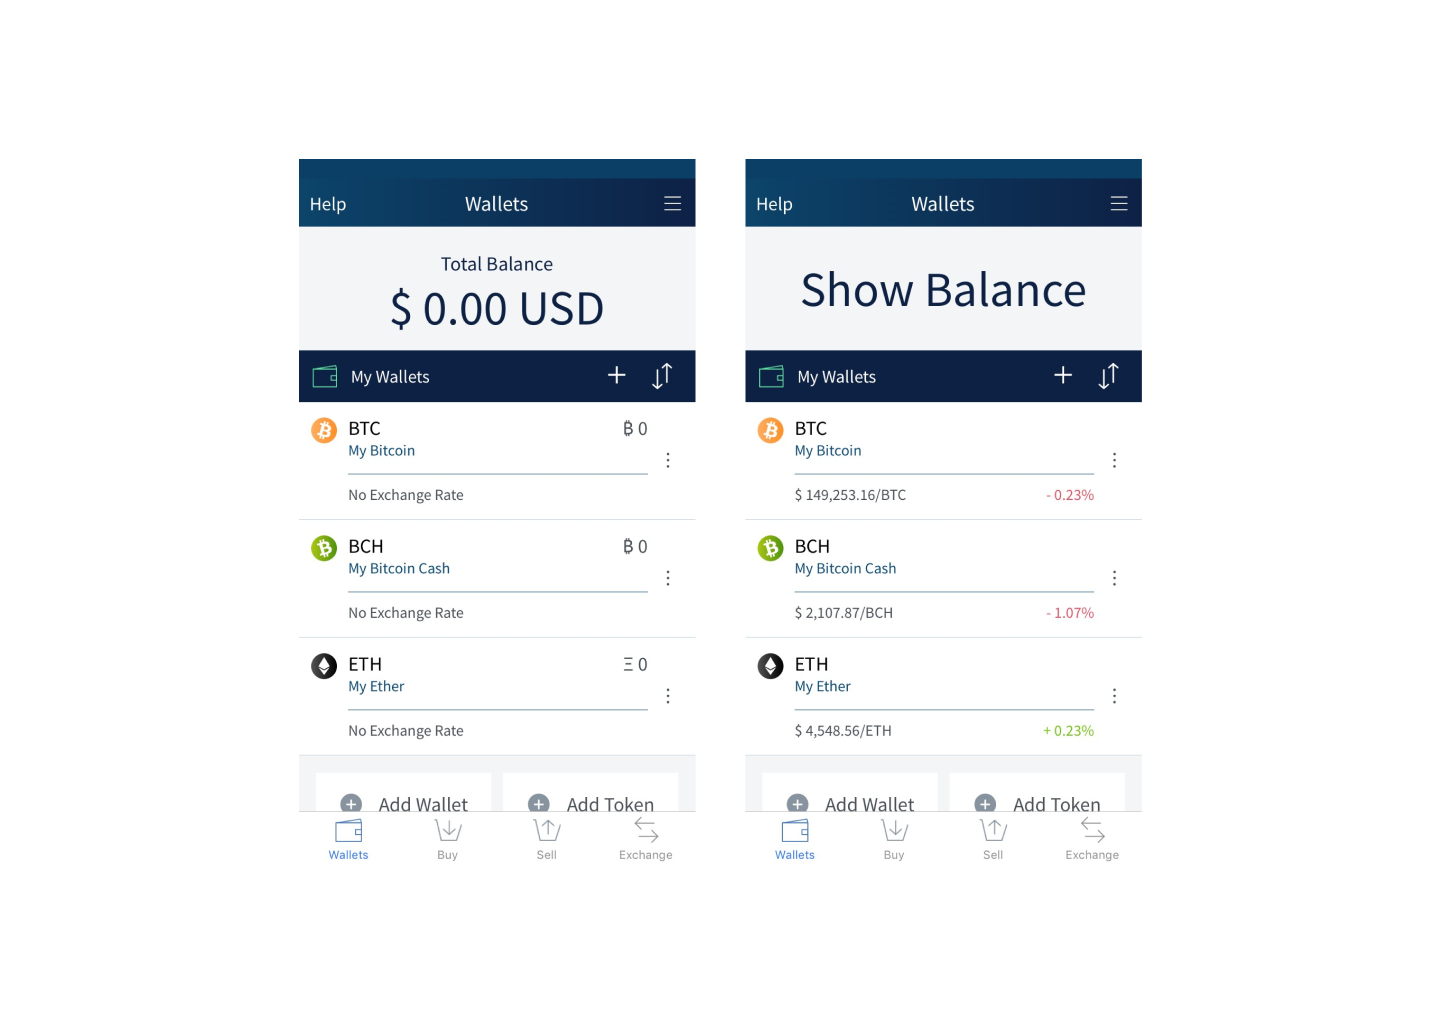 Help Wallets
Total Balance
$ 0.00 USD
My Wallets
BTC ₿ 0
My Bitcoin
No Exchange Rate
BCH ₿ 0
My Bitcoin Cash
No Exchange Rate
ETH Ξ 0
My Ether
No Exchange Rate
Add Wallet Add Token
Wallets Buy Sell Exchange
Help Wallets
Show Balance
My Wallets
BTC
My Bitcoin
$ 149,253.16/BTC - 0.23%
BCH
My Bitcoin Cash
$ 2,107.87/BCH - 1.07%
ETH
My Ether
$ 4,548.56/ETH + 0.23%
Add Wallet Add Token
Wallets Buy Sell Exchange